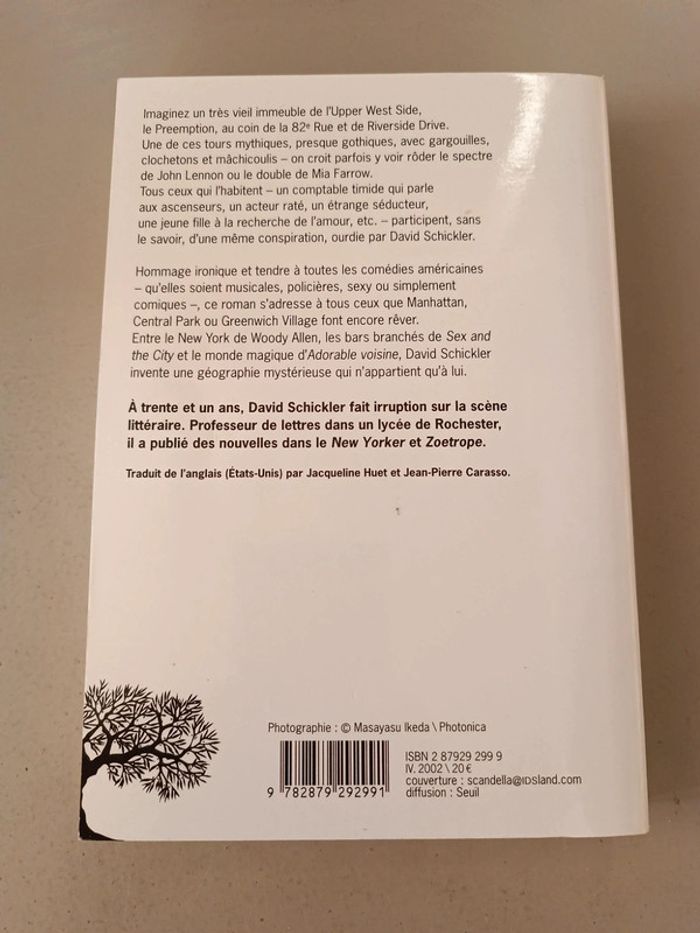 Imaginez un très vieil immeuble de l'Upper West Side,
le Preemption, au coin de la 82e Rue et de Riverside Drive.
Une de ces tours mythiques, presque gothiques, avec gargouilles,
clochetons et mâchicoulis – on croit parfois y voir rôder le spectre
de John Lennon ou le double de Mia Farrow.
Tous ceux qui l'habitent – un comptable timide qui parle
aux ascenseurs, un acteur raté, un étrange séducteur,
une jeune fille à la recherche de l'amour, etc. – participent, sans
le savoir, d'une même conspiration, ourdie par David Schickler.
Hommage ironique et tendre à toutes les comédies américaines
– qu'elles soient musicales, policières, sexy ou simplement
comiques –, ce roman s'adresse à tous ceux que Manhattan,
Central Park ou Greenwich Village font encore rêver.
Entre le New York de Woody Allen, les bars branchés de Sex and
the City et le monde magique d'Adorable voisine, David Schickler
invente une géographie mystérieuse qui n'appartient qu'à lui.
À trente et un ans, David Schickler fait irruption sur la scène
littéraire. Professeur de lettres dans un lycée de Rochester,
il a publié des nouvelles dans le New Yorker et Zoetrope.
Traduit de l'anglais (États-Unis) par Jacqueline Huet et Jean-Pierre Carasso.
Photographie : © Masayasu Ikeda \ Photonica
ISBN 2 87929 299 9
IV. 2002 \ 20 €
couverture : scandella@IDSland.com
diffusion : Seuil
9 782879 292991